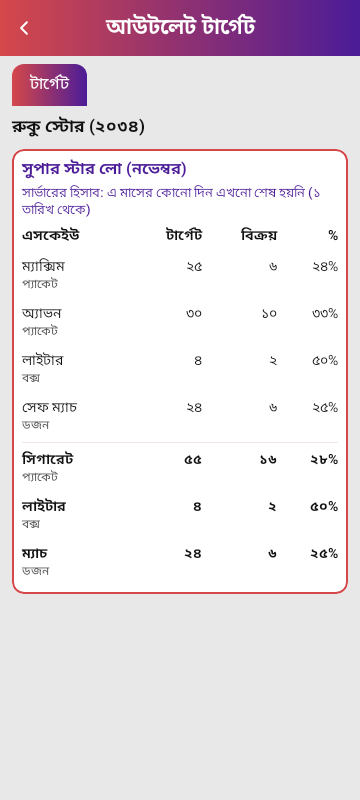 আউটলেট টার্গেট
টার্গেট
রুকু স্টোর (২০৩৪)
সুপার স্টার লো (নভেম্বর)
সার্ভারের হিসাব: এ মাসের কোনো দিন এখনো শেষ হয়নি (১
তারিখ থেকে)
এসকেইউ টার্গেট বিক্রয় %
ম্যাক্সিম ২৫ ৬ ২৪%
প্যাকেট
অ্যাভন ৩০ ১০ ৩৩%
প্যাকেট
লাইটার ৪ ২ ৫০%
বক্স
সেফ ম্যাচ ২৪ ৬ ২৫%
ডজন
সিগারেট ৫৫ ১৬ ২৮%
প্যাকেট
লাইটার ৪ ২ ৫০%
বক্স
ম্যাচ ২৪ ৬ ২৫%
ডজন